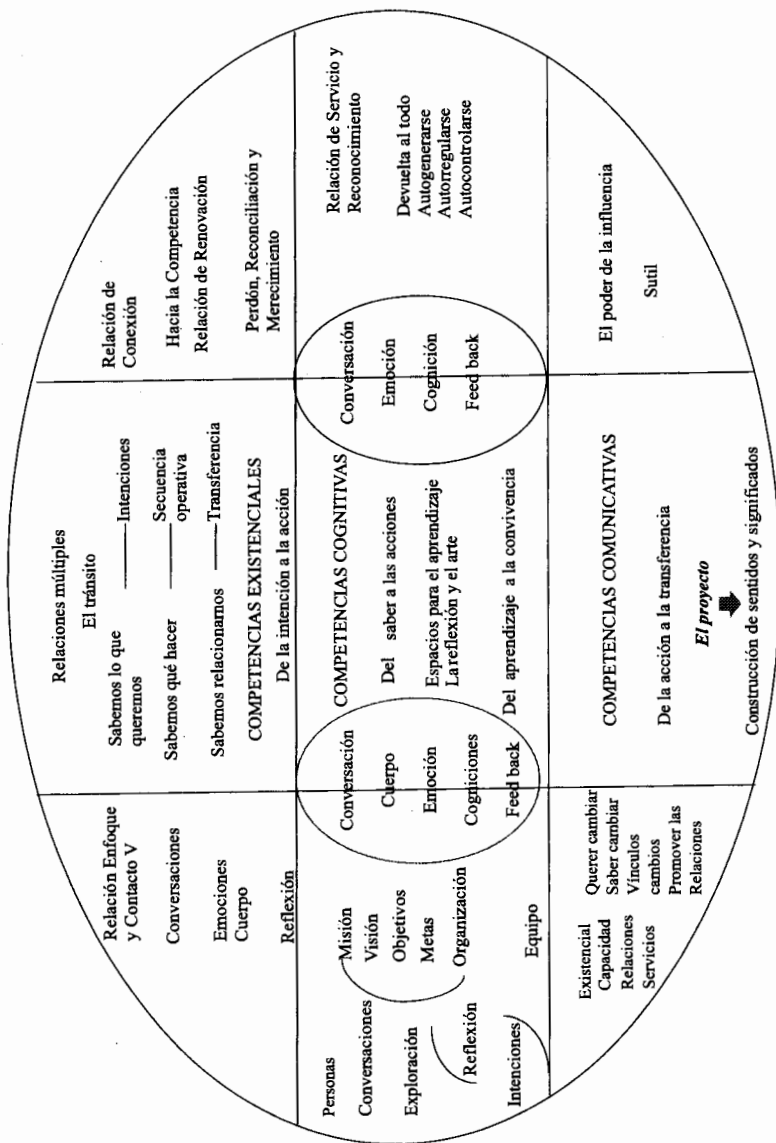 Relación Enfoque
y Contacto V
Conversaciones
Emociones
Cuerpo
Reflexión
Relaciones múltiples
El tránsito
Sabemos lo que
queremos
Intenciones
Sabemos qué hacer
Secuencia
operativa
Sabemos relacionarnos
Transferencia
COMPETENCIAS EXISTENCIALES
De la intención a la acción
Relación de
Conexión
Hacia la Competencia
Relación de Renovación
Perdón, Reconciliación y
Merecimiento
Personas
Conversaciones
Exploración
Reflexión
Intenciones
Misión
Visión
Objetivos
Metas
Organización
Equipo
Conversación
Cuerpo
Emoción
Cogniciones
Feed back
COMPETENCIAS COGNITIVAS
Del saber a las acciones
Espacios para el aprendizaje
La reflexión y el arte
Del aprendizaje a la convivencia
Conversación
Emoción
Cognición
Feed back
Relación de Servicio y
Reconocimiento
Devuelta al todo
Autogenerarse
Autorregularse
Autocontrolarse
Existencial
Capacidad
Relaciones
Servicios
Querer cambiar
Saber cambiar
Vínculos
cambios
Promover las
Relaciones
COMPETENCIAS COMUNICATIVAS
De la acción a la transferencia
El proyecto
Construcción de sentidos y significados
El poder de la influencia
Sutil